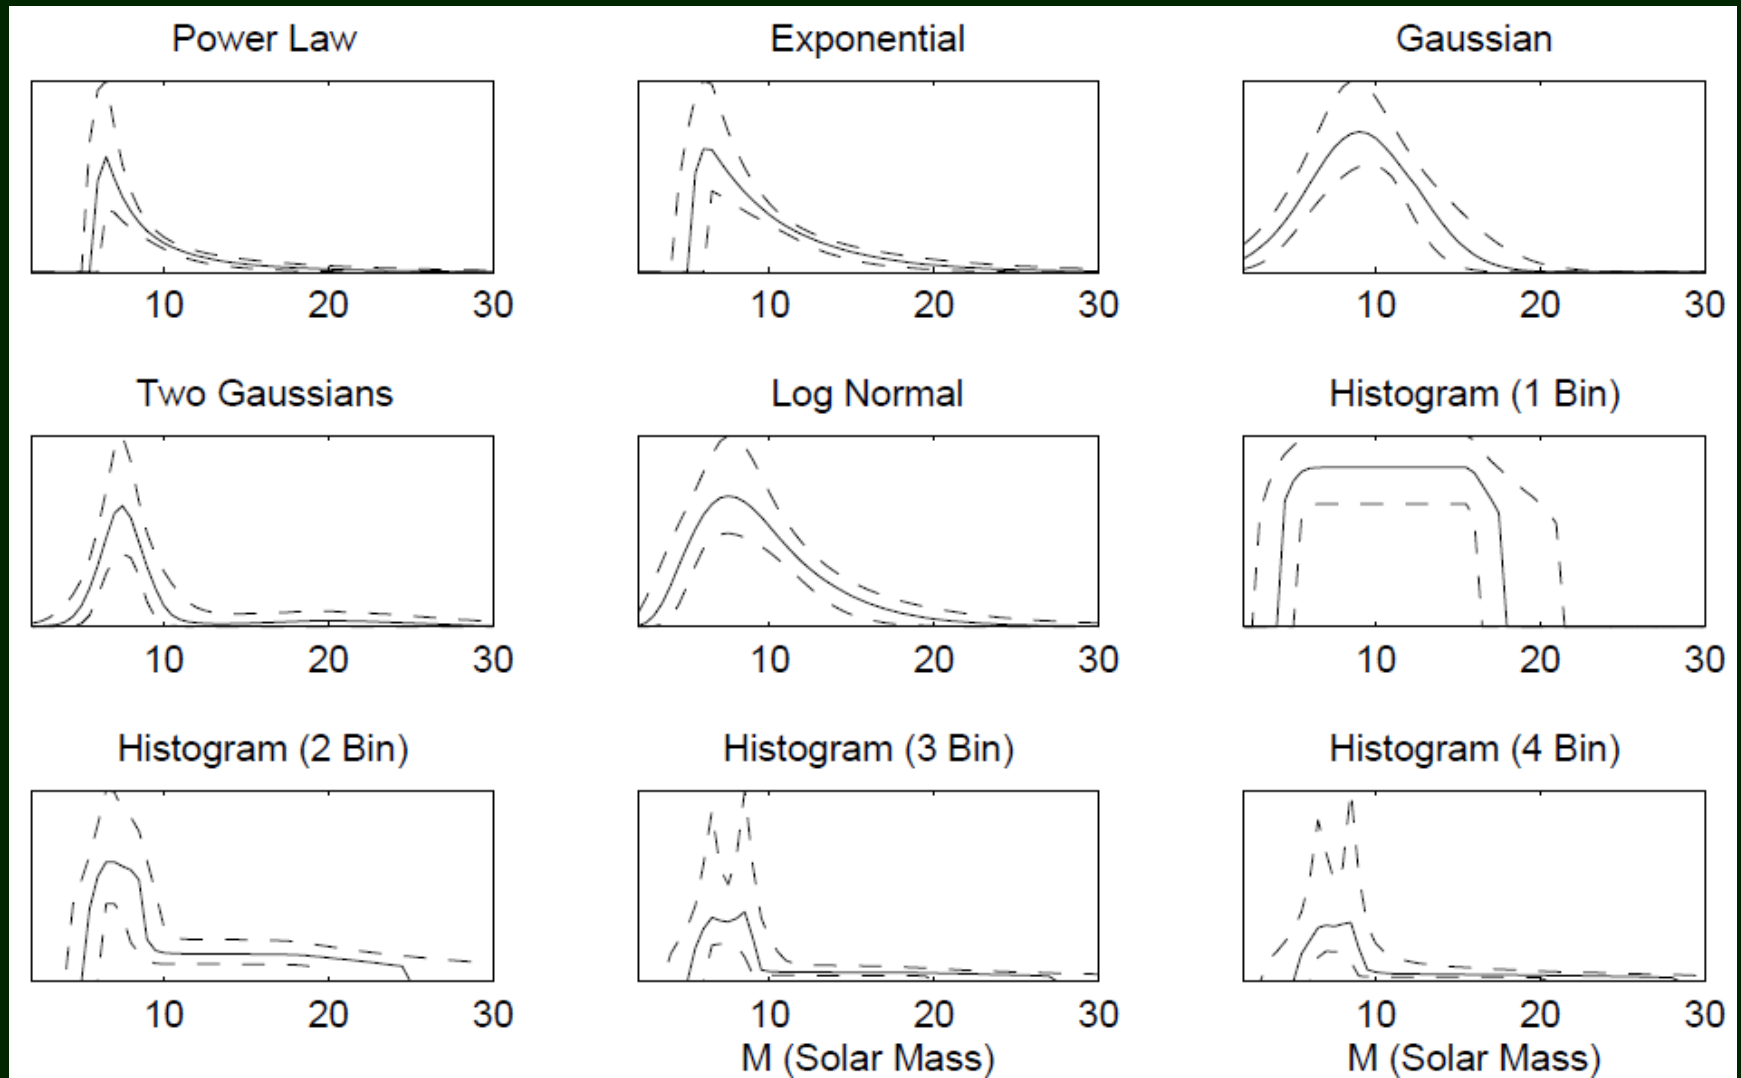 Power Law Exponential Gaussian
10 20 30 10 20 30 10 20 30
Two Gaussians Log Normal Histogram (1 Bin)
10 20 30 10 20 30 10 20 30
Histogram (2 Bin) Histogram (3 Bin) Histogram (4 Bin)
10 20 30 10 20 30 10 20 30
M (Solar Mass) M (Solar Mass)